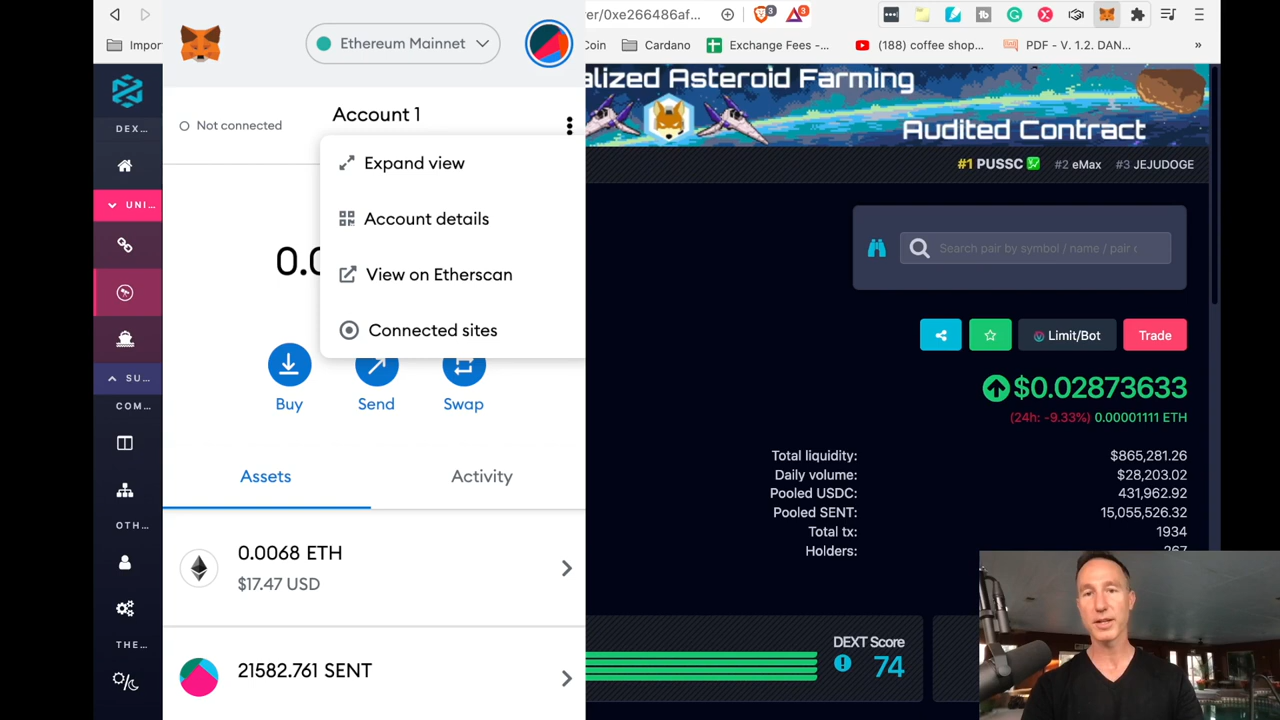 er/0xe266486af...
3
3
Impor
Coin
Cardano
Exchange Fees -...
(188) coffee shop...
PDF - V. 1.2. DAN...
»
Ethereum Mainnet
Not connected
Account 1
Expand view
Account details
View on Etherscan
Connected sites
0.0
Buy
Send
Swap
Assets
Activity
0.0068 ETH
$17.47 USD
21582.761 SENT
DEX...
UNI...
SU...
COM...
OTH...
THE...
alized Asteroid Farming
Audited Contract
#1 PUSSC
#2 eMax
#3 JEJUDOGE
Search pair by symbol / name / pair c
Limit/Bot
Trade
$0.02873633
(24h: -9.33%) 0.00001111 ETH
Total liquidity: $865,281.26
Daily volume: $28,203.02
Pooled USDC: 431,962.92
Pooled SENT: 15,055,526.32
Total tx: 1934
Holders: 267
DEXT Score
74